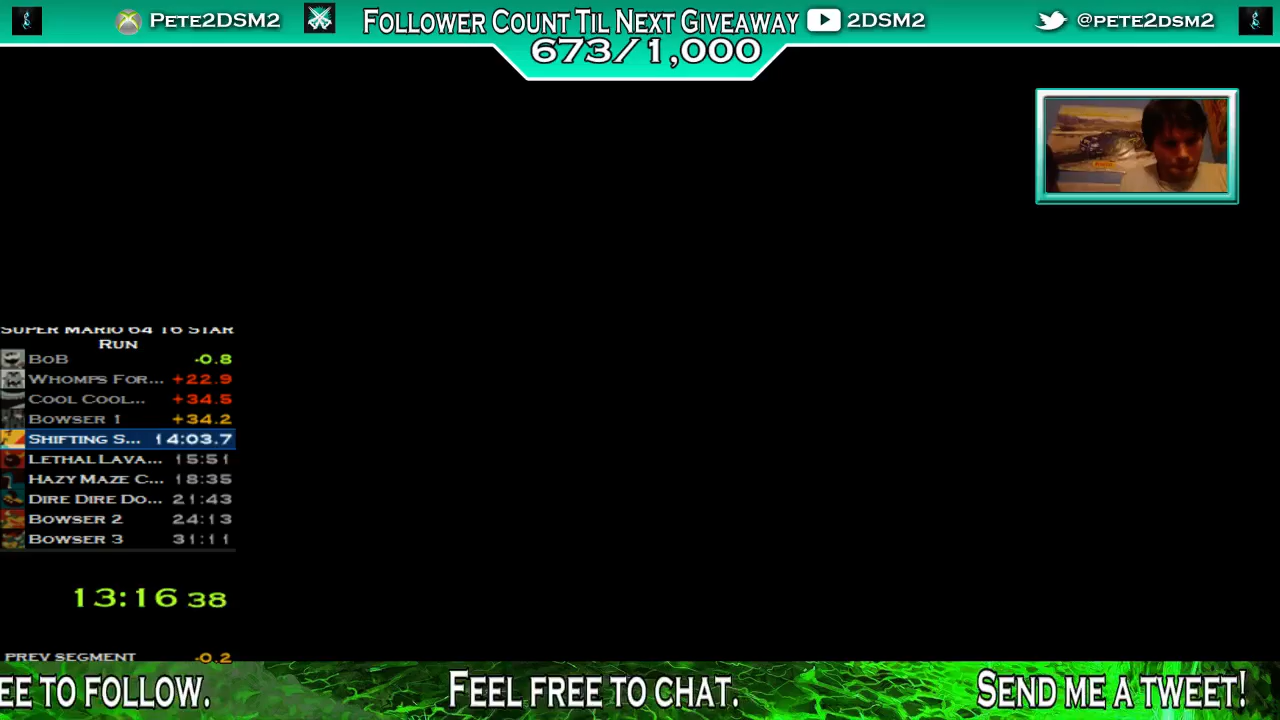 Pete2DSM2
Follower Count Til Next Giveaway
673/1,000
2DSM2
@pete2dsm2
Super Mario 64 16 Star
Run
BoB -0.8
Whomps For... +22.9
Cool Cool... +34.5
Bowser 1 +34.2
Shifting S... 14:03.7
Lethal Lava... 15:51
Hazy Maze C... 18:35
Dire Dire Do... 21:43
Bowser 2 24:13
Bowser 3 31:11
13:16 38
Prev Segment -0.2
ee to follow. Feel free to chat. Send me a tweet!